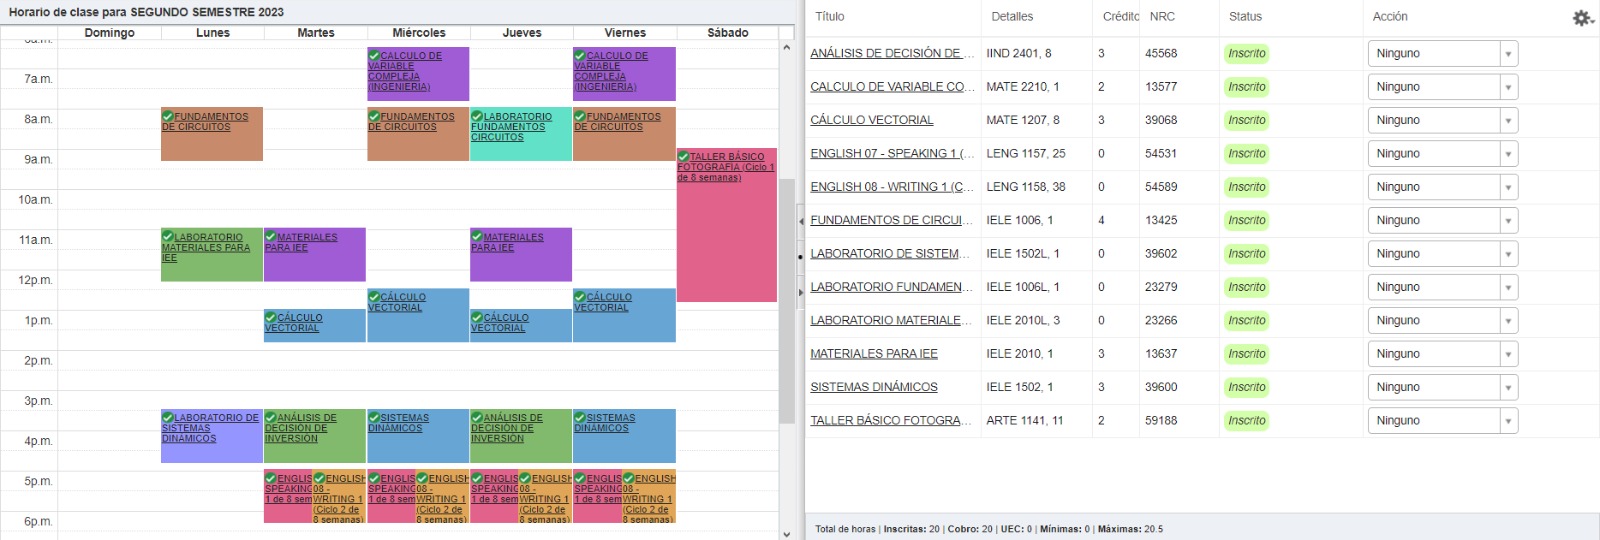 Horario de clase para SEGUNDO SEMESTRE 2023
Domingo Lunes Martes Miércoles Jueves Viernes Sábado
7a.m.
8a.m.
9a.m.
10a.m.
11a.m.
12p.m.
1p.m.
2p.m.
3p.m.
4p.m.
5p.m.
6p.m.
LABORATORIO
MATERIALES PARA
IEE
FUNDAMENTOS
DE CIRCUITOS
LABORATORIO DE
SISTEMAS
DINÁMICOS
MATERIALES
PARA IEE
CÁLCULO
VECTORIAL
ANÁLISIS DE
DECISIÓN DE
INVERSIÓN
ENGLIS
SPEAKING
1 de 8 sem
ENGLISH
08 -
WRITING 1
(Ciclo 2 de
8 semanas)
CALCULO DE
VARIABLE
COMPLEJA
(INGENIERIA)
FUNDAMENTOS
DE CIRCUITOS
CÁLCULO
VECTORIAL
SISTEMAS
DINÁMICOS
ENGLIS
SPEAKING
1 de 8 sem
ENGLISH
08 -
WRITING 1
(Ciclo 2 de
8 semanas)
LABORATORIO
FUNDAMENTOS
CIRCUITOS
MATERIALES
PARA IEE
CÁLCULO
VECTORIAL
ANÁLISIS DE
DECISIÓN DE
INVERSIÓN
ENGLIS
SPEAKING
1 de 8 sem
ENGLISH
08 -
WRITING 1
(Ciclo 2 de
8 semanas)
CALCULO DE
VARIABLE
COMPLEJA
(INGENIERIA)
FUNDAMENTOS
DE CIRCUITOS
CÁLCULO
VECTORIAL
SISTEMAS
DINÁMICOS
ENGLIS
SPEAKING
1 de 8 sem
ENGLISH
08 -
WRITING 1
(Ciclo 2 de
8 semanas)
TALLER BÁSICO
FOTOGRAFÍA (Ciclo 1
de 8 semanas)
Título Detalles Crédito NRC Status Acción
ANÁLISIS DE DECISIÓN DE ... IIND 2401, 8 3 45568 Inscrito Ninguno
CALCULO DE VARIABLE CO... MATE 2210, 1 2 13577 Inscrito Ninguno
CÁLCULO VECTORIAL MATE 1207, 8 3 39068 Inscrito Ninguno
ENGLISH 07 - SPEAKING 1 (... LENG 1157, 25 0 54531 Inscrito Ninguno
ENGLISH 08 - WRITING 1 (C... LENG 1158, 38 0 54589 Inscrito Ninguno
FUNDAMENTOS DE CIRCUI... IELE 1006, 1 4 13425 Inscrito Ninguno
LABORATORIO DE SISTEM... IELE 1502L, 1 0 39602 Inscrito Ninguno
LABORATORIO FUNDAMEN... IELE 1006L, 1 0 23279 Inscrito Ninguno
LABORATORIO MATERIALE... IELE 2010L, 3 0 23266 Inscrito Ninguno
MATERIALES PARA IEE IELE 2010, 1 3 13637 Inscrito Ninguno
SISTEMAS DINÁMICOS IELE 1502, 1 3 39600 Inscrito Ninguno
TALLER BÁSICO FOTOGRA... ARTE 1141, 11 2 59188 Inscrito Ninguno
Total de horas | Inscritas: 20 | Cobro: 20 | UEC: 0 | Mínimas: 0 | Máximas: 20.5